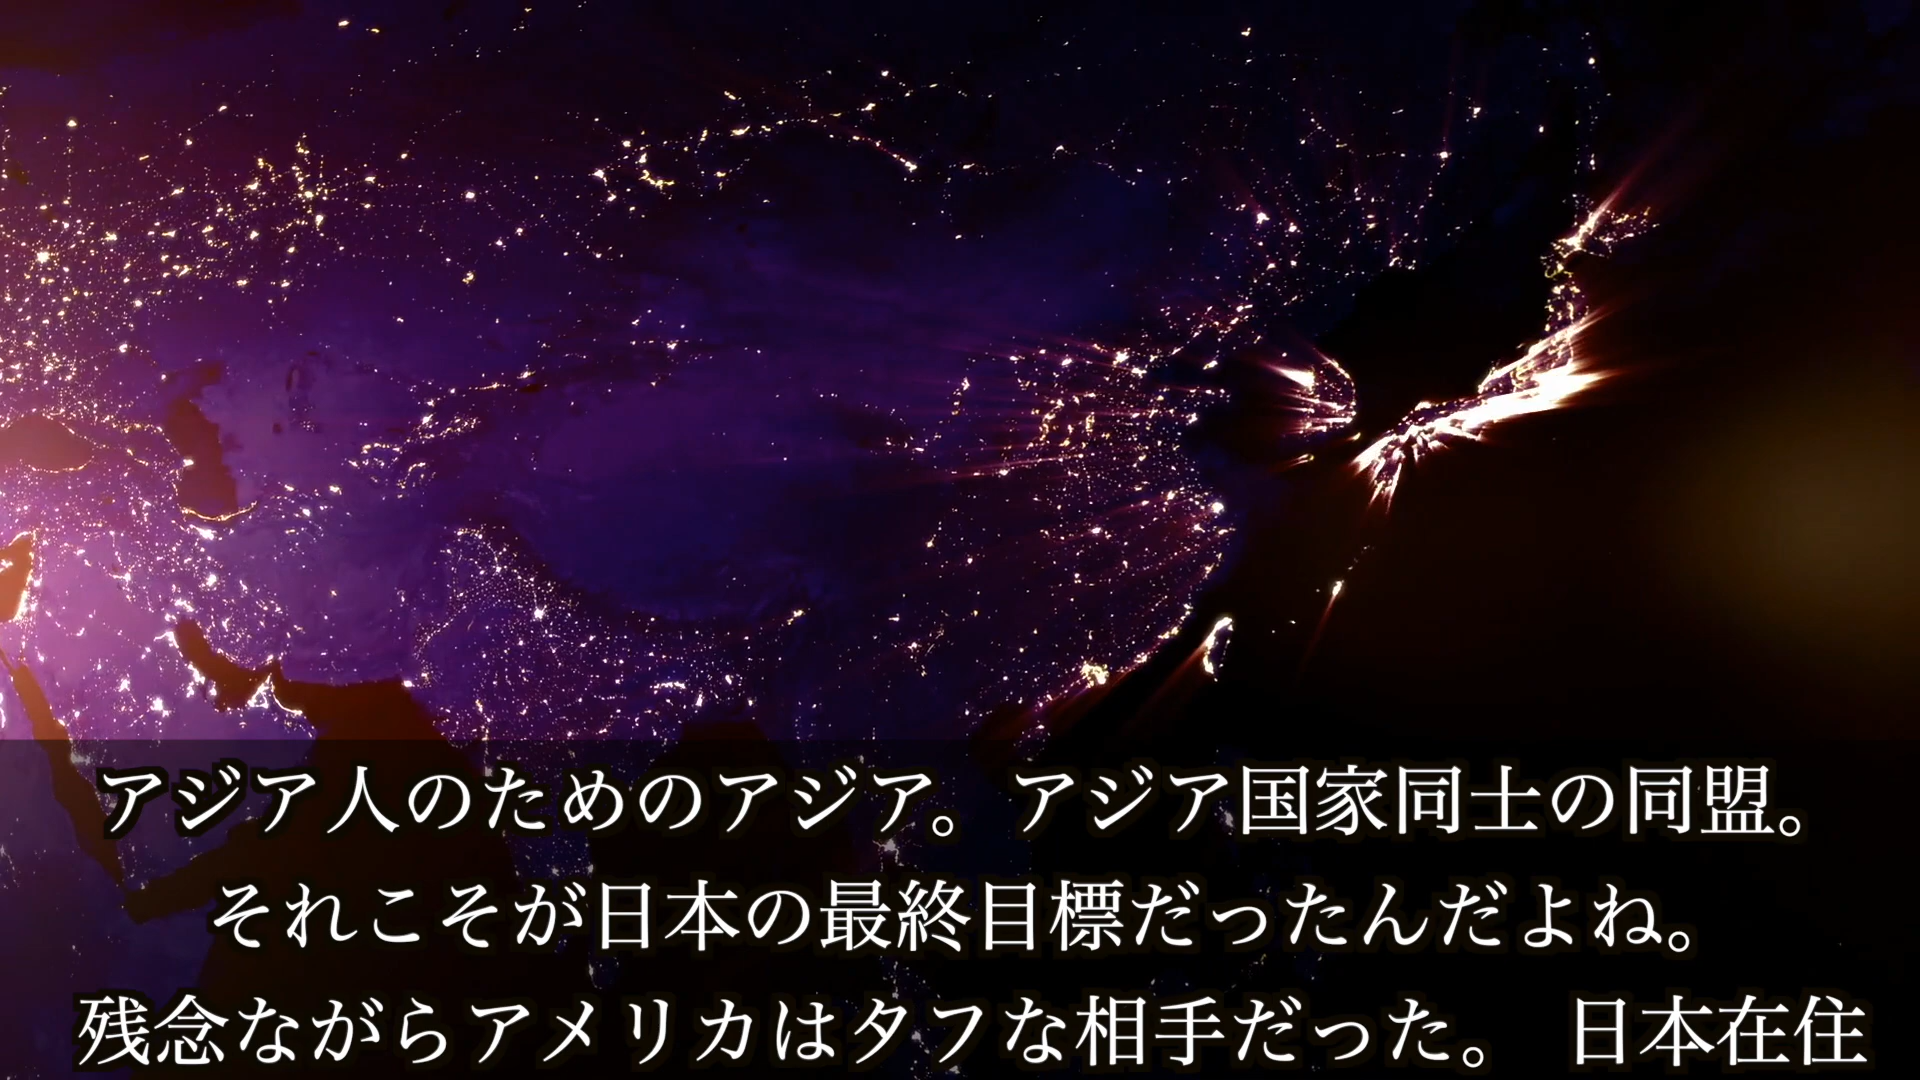 アジア人のためのアジア。アジア国家同士の同盟。
それこそが日本の最終目標だったんだよね。
残念ながらアメリカはタフな相手だった。 日本在住